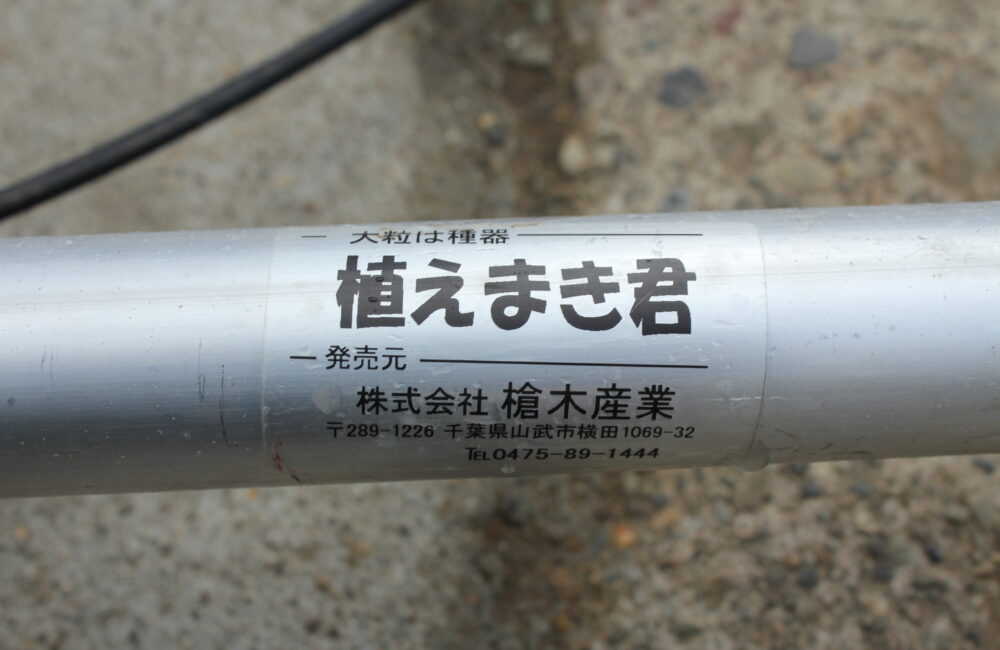 大粒は種器
植えまき君
発売元
株式会社 槍木産業
〒289-1226 千葉県山武市横田1069-32
TEL0475-89-1444